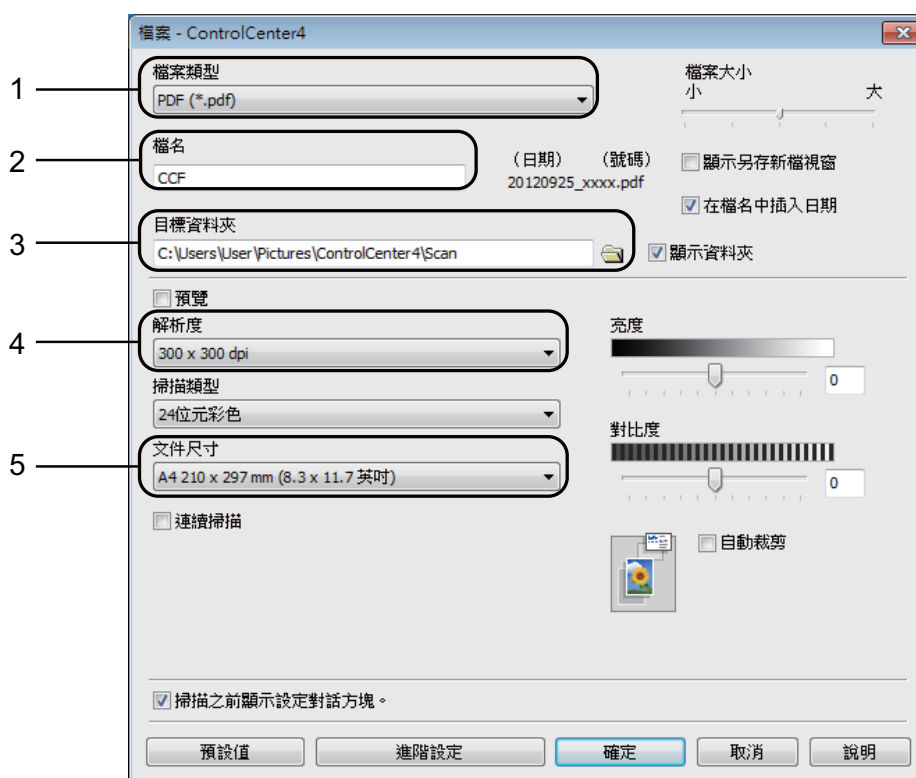 檔案 - ControlCenter4
1
檔案類型
PDF (*.pdf)
檔案大小
小 大
2
檔名
CCF
(日期) (號碼)
20120925_xxxx.pdf
顯示另存新檔視窗
在檔名中插入日期
3
目標資料夾
C:\Users\User\Pictures\ControlCenter4\Scan
顯示資料夾
預覽
4
解析度
300 x 300 dpi
亮度
0
掃描類型
24位元彩色
對比度
0
5
文件尺寸
A4 210 x 297 mm (8.3 x 11.7 英吋)
連續掃描
自動裁剪
掃描之前顯示設定對話方塊。
預設值 進階設定 確定 取消 說明